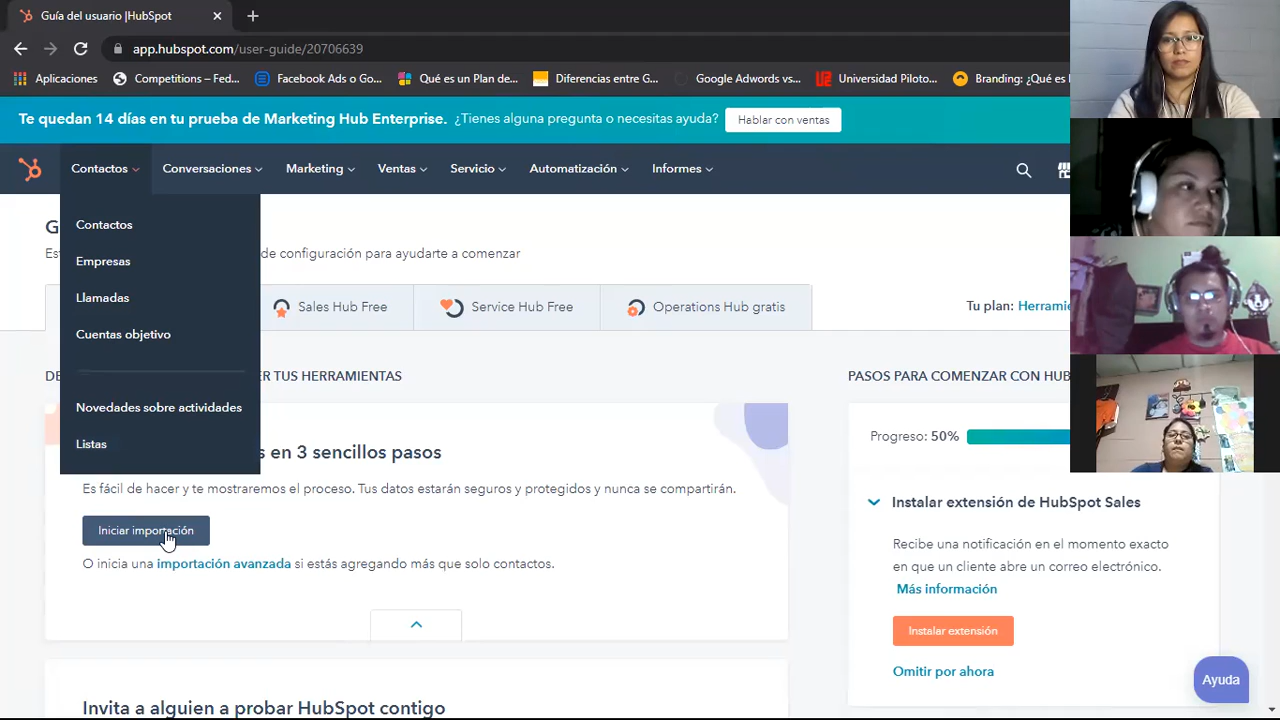 Guía del usuario |HubSpot
app.hubspot.com/user-guide/20706639
Aplicaciones
Competitions – Fed...
Facebook Ads o Go...
Qué es un Plan de...
Diferencias entre G...
Google Adwords vs...
Universidad Piloto...
Branding: ¿Qué es
Te quedan 14 días en tu prueba de Marketing Hub Enterprise. ¿Tienes alguna pregunta o necesitas ayuda? Hablar con ventas
Contactos
Conversaciones
Marketing
Ventas
Servicio
Automatización
Informes
Contactos
Empresas
Llamadas
Cuentas objetivo
Novedades sobre actividades
Listas
G
Es
de configuración para ayudarte a comenzar
Sales Hub Free
Service Hub Free
Operations Hub gratis
Tu plan: Herramie
DE
ER TUS HERRAMIENTAS
PASOS PARA COMENZAR CON HUB
s en 3 sencillos pasos
Es fácil de hacer y te mostraremos el proceso. Tus datos estarán seguros y protegidos y nunca se compartirán.
Iniciar importación
O inicia una importación avanzada si estás agregando más que solo contactos.
Progreso: 50%
Instalar extensión de HubSpot Sales
Recibe una notificación en el momento exacto
en que un cliente abre un correo electrónico.
Más información
Instalar extensión
Omitir por ahora
Ayuda
Invita a alguien a probar HubSpot contigo